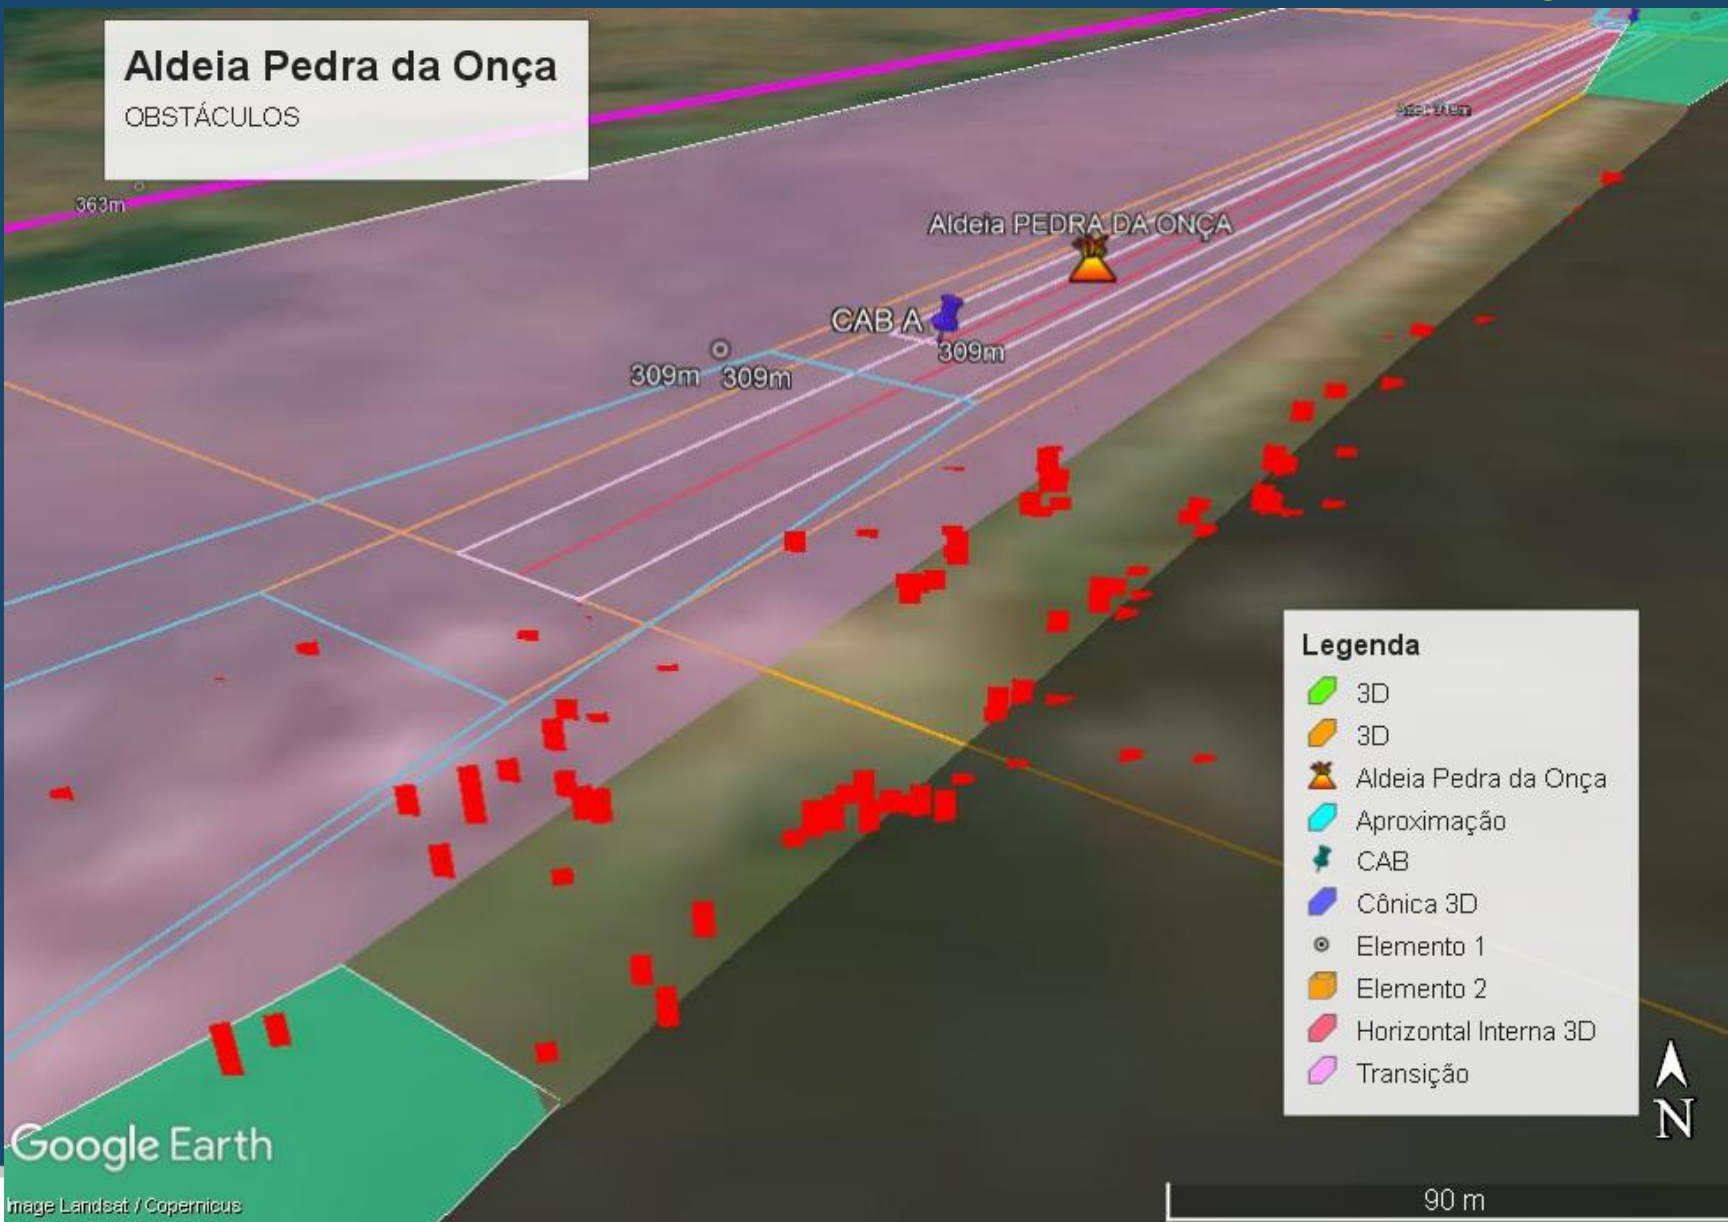 Aldeia Pedra da Onça
OBSTÁCULOS
363m
Aldeia PEDRA DA ONÇA
CAB A
309m
309m 309m
Legenda
3D
3D
Aldeia Pedra da Onça
Aproximação
CAB
Cônica 3D
Elemento 1
Elemento 2
Horizontal Interna 3D
Transição
N
Google Earth
Image Landsat / Copernicus
90 m